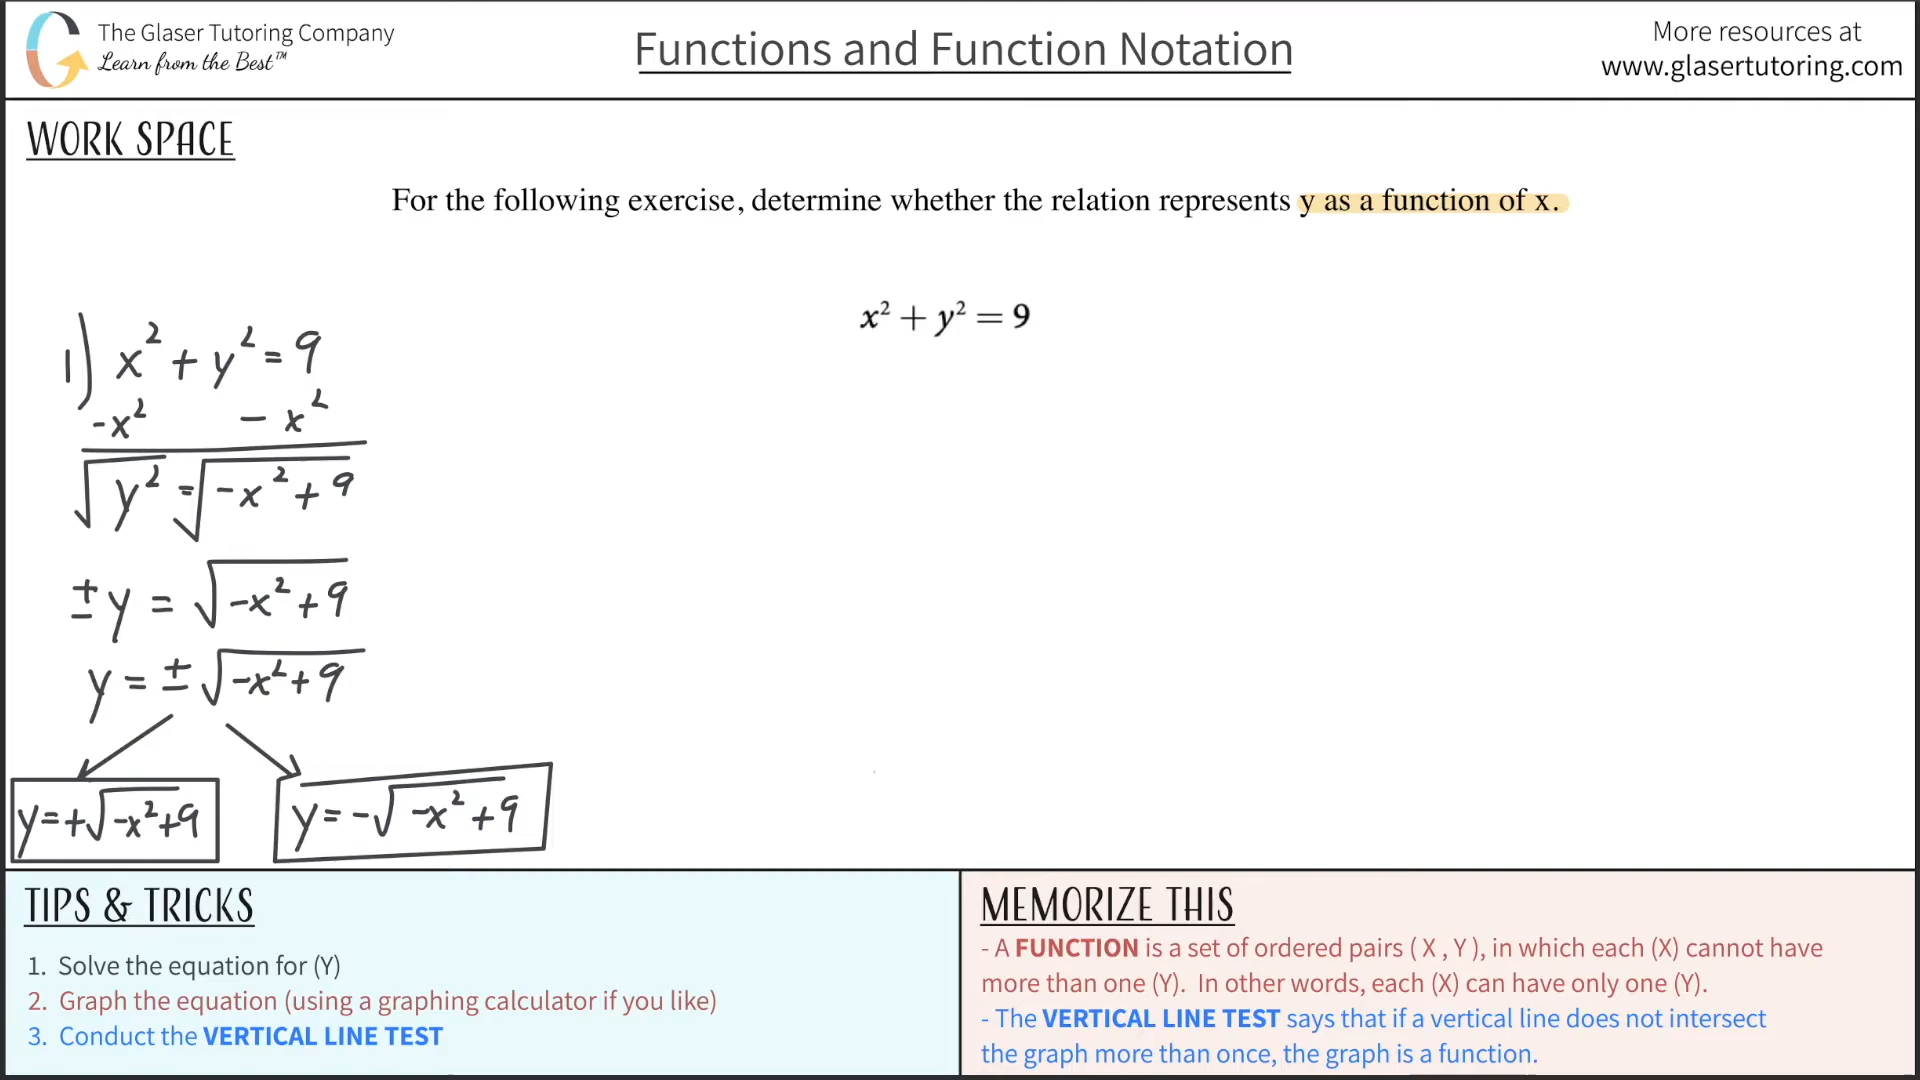 The Glaser Tutoring Company
Learn from the Best™
Functions and Function Notation
More resources at
www.glasertutoring.com
WORK SPACE
For the following exercise, determine whether the relation represents y as a function of x.
x² + y² = 9
1) x² + y² = 9
-x² - x²
√y² = √-x² + 9
± y = √-x² + 9
y = ± √-x² + 9
y = + √-x² + 9
y = - √-x² + 9
TIPS & TRICKS
1. Solve the equation for (Y)
2. Graph the equation (using a graphing calculator if you like)
3. Conduct the VERTICAL LINE TEST
MEMORIZE THIS
- A FUNCTION is a set of ordered pairs ( X , Y ), in which each (X) cannot have
more than one (Y). In other words, each (X) can have only one (Y).
- The VERTICAL LINE TEST says that if a vertical line does not intersect
the graph more than once, the graph is a function.